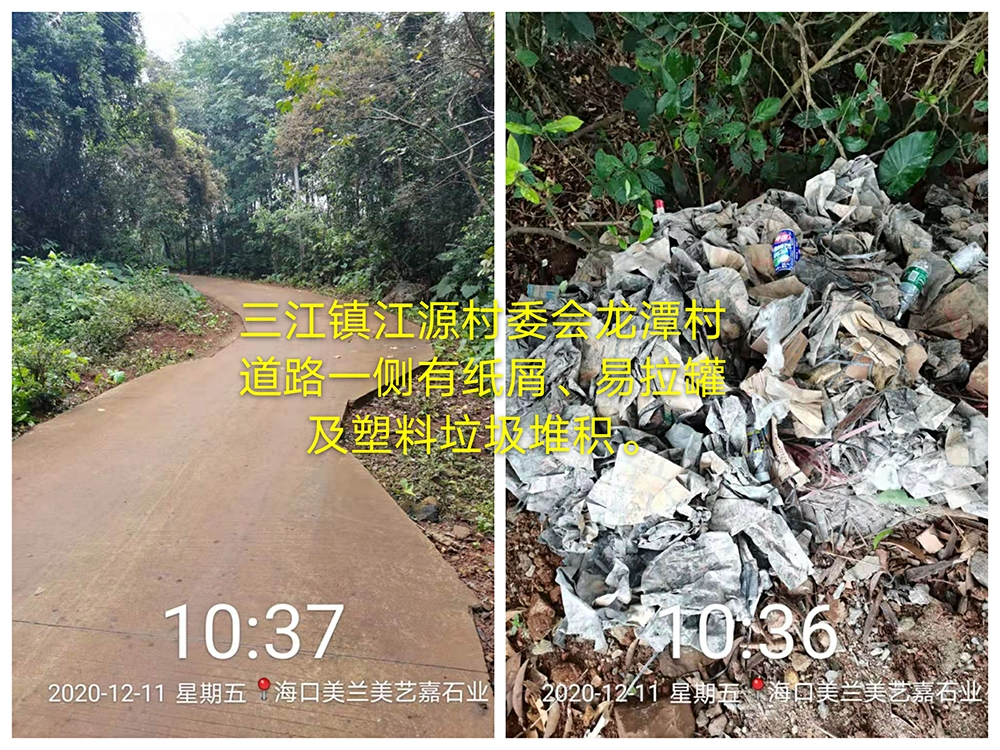 三江镇江源村委会龙潭村
道路一侧有纸屑、易拉罐
及塑料垃圾堆积。
10:37
2020-12-11 星期五 海口美兰美艺嘉石业
10:36
2020-12-11 星期五 海口美兰美艺嘉石业